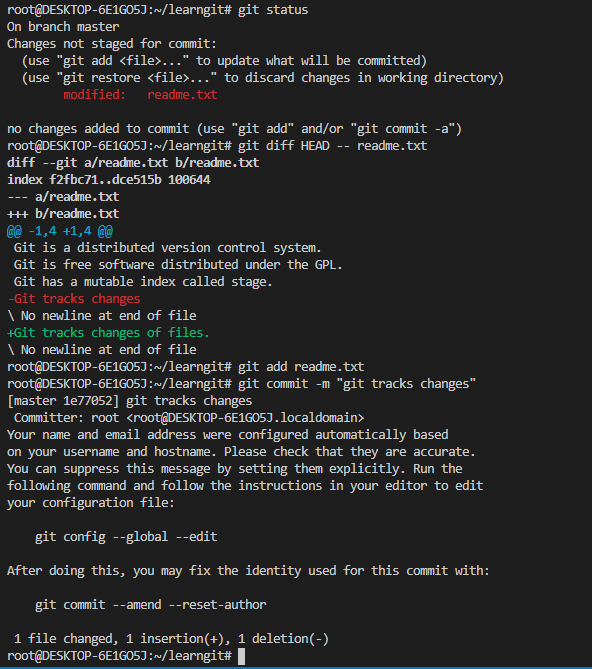 root@DESKTOP-6E1GO5J:~/learngit# git status
On branch master
Changes not staged for commit:
  (use "git add <file>..." to update what will be committed)
  (use "git restore <file>..." to discard changes in working directory)
        modified:   readme.txt

no changes added to commit (use "git add" and/or "git commit -a")
root@DESKTOP-6E1GO5J:~/learngit# git diff HEAD -- readme.txt
diff --git a/readme.txt b/readme.txt
index f2fbc71..dce515b 100644
--- a/readme.txt
+++ b/readme.txt
@@ -1,4 +1,4 @@
 Git is a distributed version control system.
 Git is free software distributed under the GPL.
 Git has a mutable index called stage.
-Git tracks changes
\ No newline at end of file
+Git tracks changes of files.
\ No newline at end of file
root@DESKTOP-6E1GO5J:~/learngit# git add readme.txt
root@DESKTOP-6E1GO5J:~/learngit# git commit -m "git tracks changes"
[master 1e77052] git tracks changes
 Committer: root <root@DESKTOP-6E1GO5J.localdomain>
Your name and email address were configured automatically based
on your username and hostname. Please check that they are accurate.
You can suppress this message by setting them explicitly. Run the
following command and follow the instructions in your editor to edit
your configuration file:

    git config --global --edit

After doing this, you may fix the identity used for this commit with:

    git commit --amend --reset-author

 1 file changed, 1 insertion(+), 1 deletion(-)
root@DESKTOP-6E1GO5J:~/learngit#